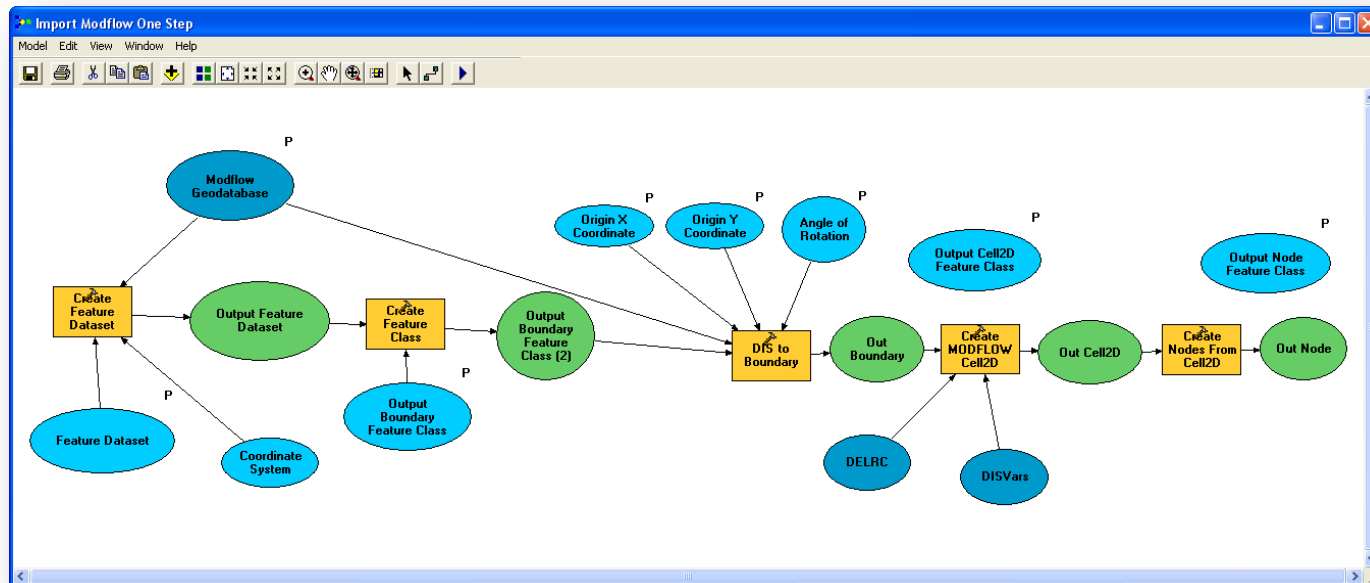 Import Modflow One Step
Model Edit View Window Help
P
Modflow
Geodatabase
P
Origin X
Coordinate
P
Origin Y
Coordinate
P
Angle of
Rotation
P
Output Cell2D
Feature Class
P
Output Node
Feature Class
Create
Feature
Dataset
Output Feature
Dataset
Create
Feature
Class
Output
Boundary
Feature
Class (2)
DIS to
Boundary
Out
Boundary
Create
MODFLOW
Cell2D
Out Cell2D
Create
Nodes From
Cell2D
Out Node
P
Feature Dataset
Coordinate
System
P
Output
Boundary
Feature Class
DELRC
DISVars